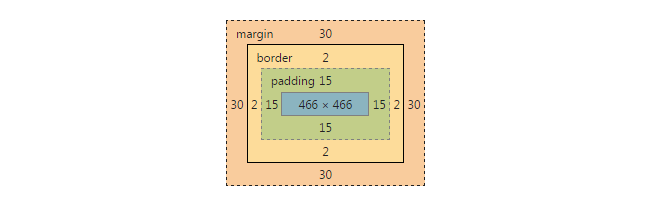 margin 30
border 2
padding 15
30 2 15 466 × 466 15 2 30
15
2
30